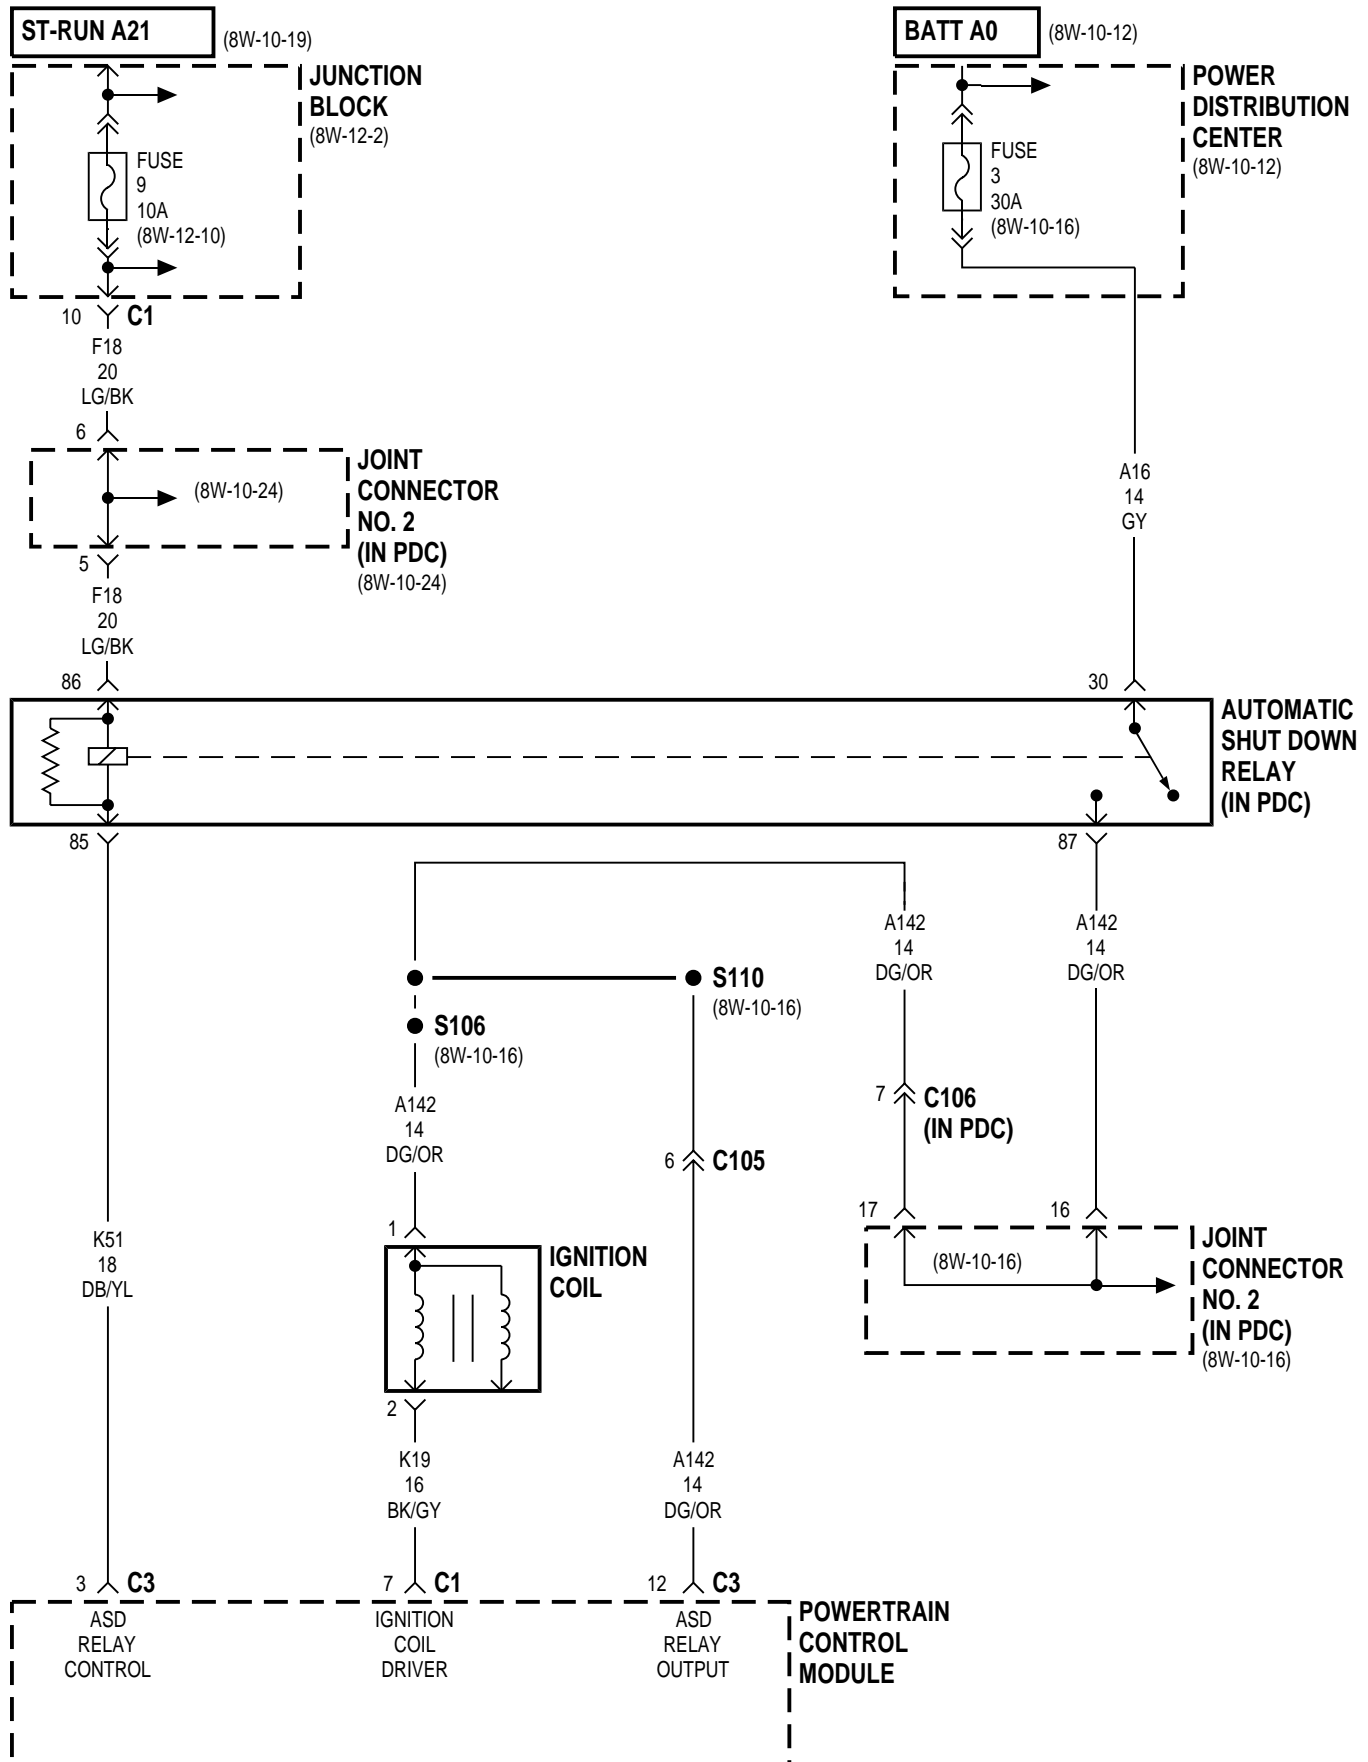 ST-RUN A21
(8W-10-19)
JUNCTION
BLOCK
(8W-12-2)
FUSE
9
10A
(8W-12-10)
BATT A0
(8W-10-12)
POWER
DISTRIBUTION
CENTER
(8W-10-12)
FUSE
3
30A
(8W-10-16)
10
C1
F18
20
LG/BK
6
(8W-10-24)
JOINT
CONNECTOR
NO. 2
(IN PDC)
(8W-10-24)
5
F18
20
LG/BK
86
A16
14
GY
30
AUTOMATIC
SHUT DOWN
RELAY
(IN PDC)
85
87
A142
14
DG/OR
A142
14
DG/OR
S110
(8W-10-16)
S106
(8W-10-16)
A142
14
DG/OR
7
C106
(IN PDC)
6
C105
17
16
(8W-10-16)
JOINT
CONNECTOR
NO. 2
(IN PDC)
(8W-10-16)
K51
18
DB/YL
1
IGNITION
COIL
2
K19
16
BK/GY
A142
14
DG/OR
3
C3
7
C1
12
C3
ASD
RELAY
CONTROL
IGNITION
COIL
DRIVER
ASD
RELAY
OUTPUT
POWERTRAIN
CONTROL
MODULE